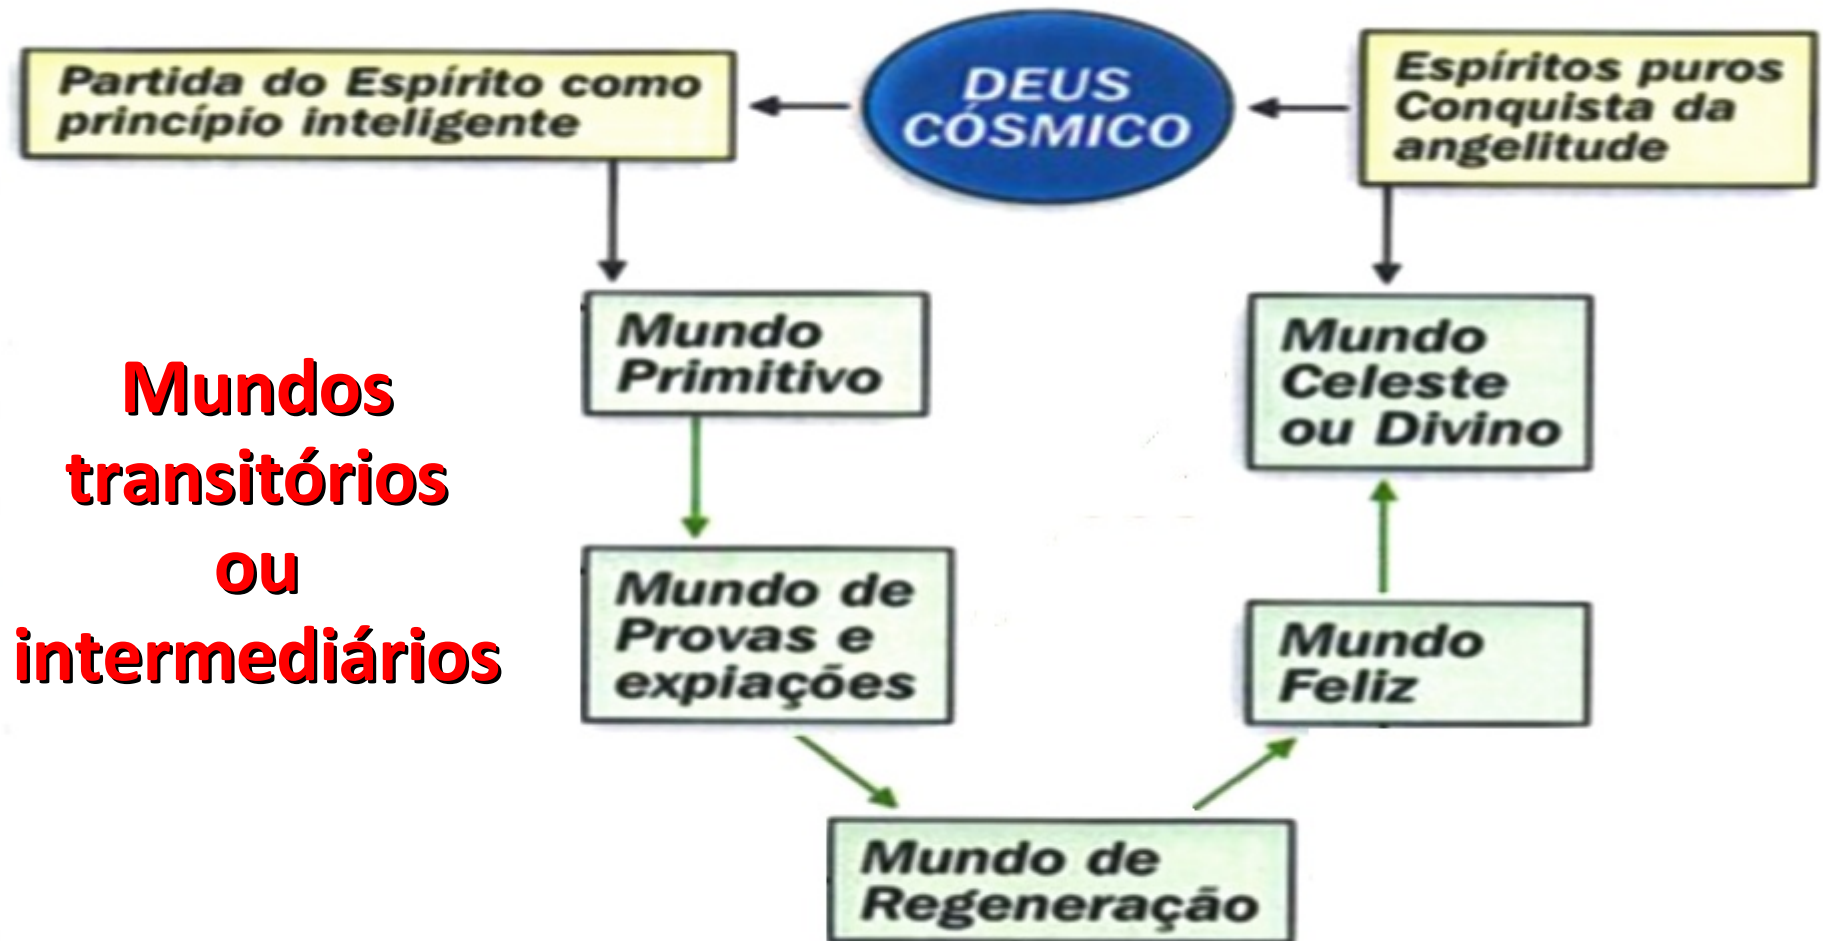 Partida do Espírito como
princípio inteligente
DEUS
CÓSMICO
Espíritos puros
Conquista da
angelitude
Mundo
Primitivo
Mundo
Celeste
ou Divino
Mundos
transitórios
ou
intermediários
Mundo de
Provas e
expiações
Mundo
Feliz
Mundo de
Regeneração